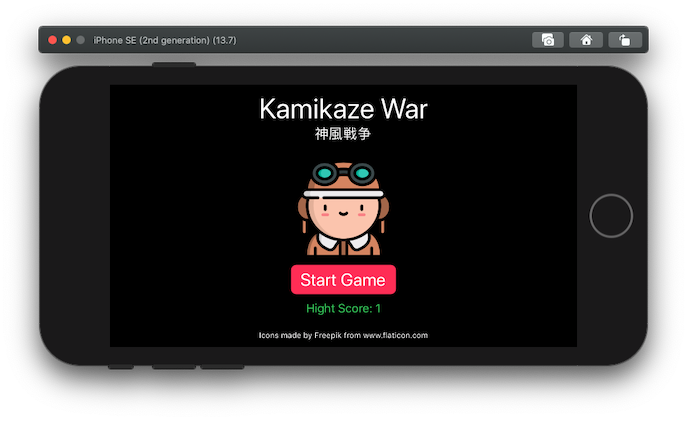 iPhone SE (2nd generation) (13.7)
Kamikaze War
神風戦争
Start Game
Hight Score: 1
Icons made by Freepik from www.flaticon.com